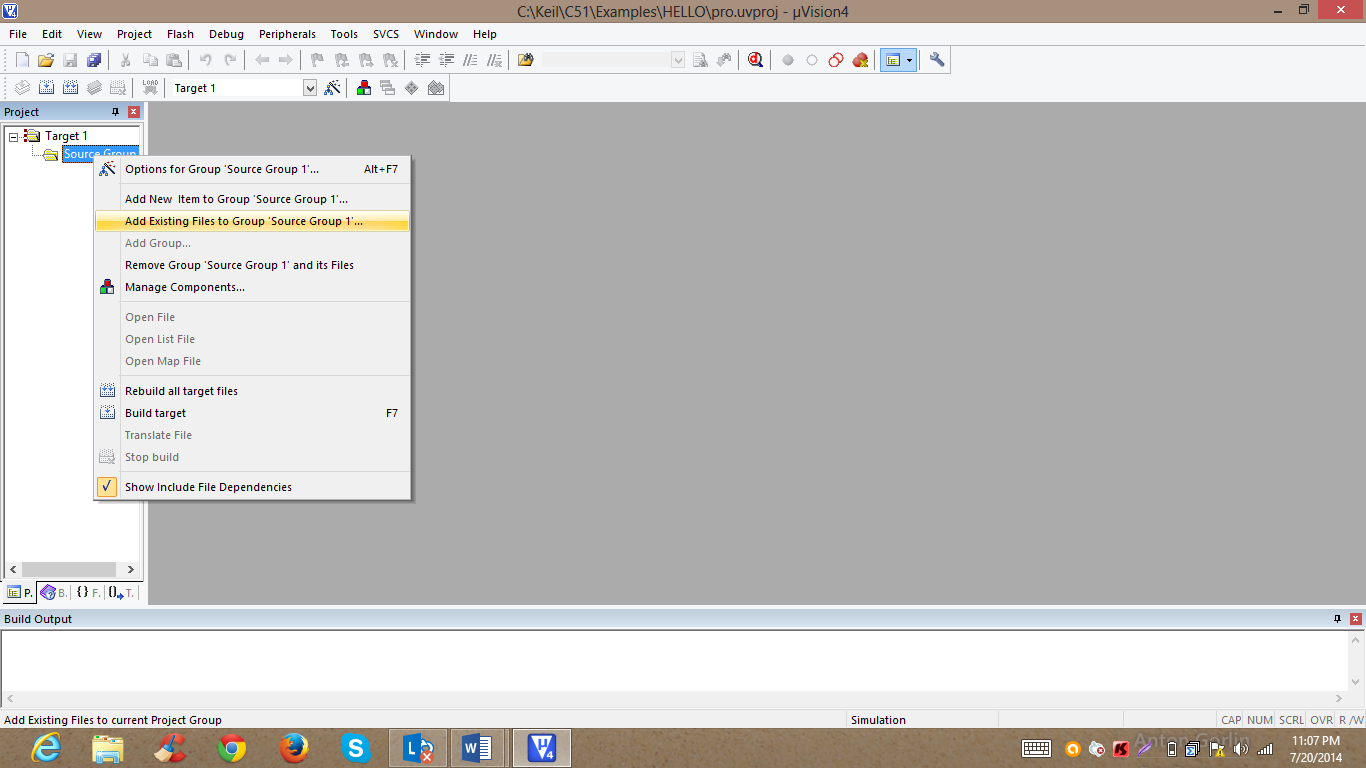 C:\Keil\C51\Examples\HELLO\pro.uvproj - µVision4
File Edit View Project Flash Debug Peripherals Tools SVCS Window Help
LOAD Target 1
Project
Target 1
Source Group
Options for Group 'Source Group 1'... Alt+F7
Add New  Item to Group 'Source Group 1'...
Add Existing Files to Group 'Source Group 1'...
Add Group...
Remove Group 'Source Group 1' and its Files
Manage Components...
Open File
Open List File
Open Map File
Rebuild all target files
Build target F7
Translate File
Stop build
Show Include File Dependencies
P. B. {} F. T.
Build Output
Add Existing Files to current Project Group Simulation CAP NUM SCRL OVR R/W
Anton Gorlin
11:07 PM
7/20/2014